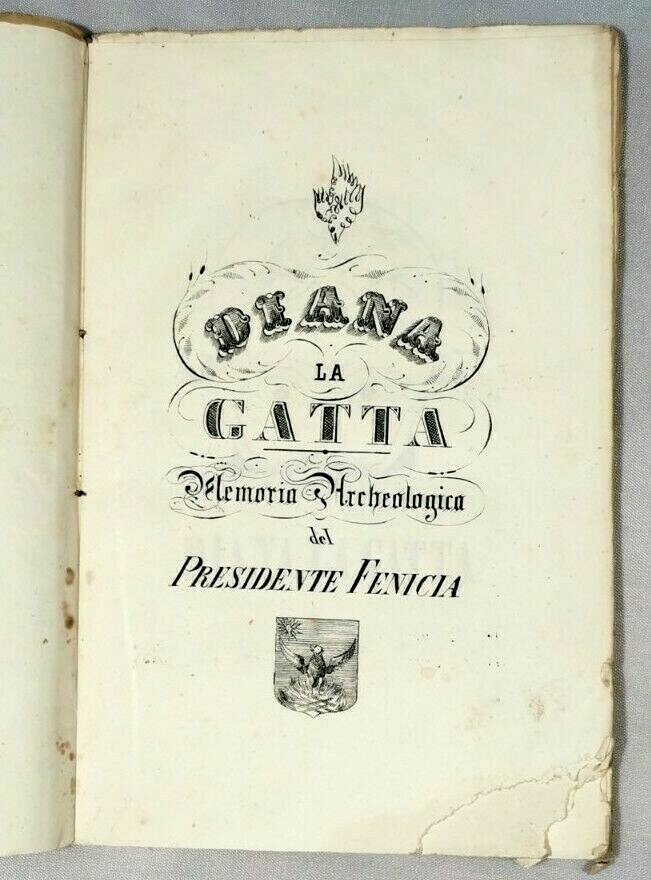 DIANA
LA
GATTA
Memoria Archeologica
del
PRESIDENTE FENICIA